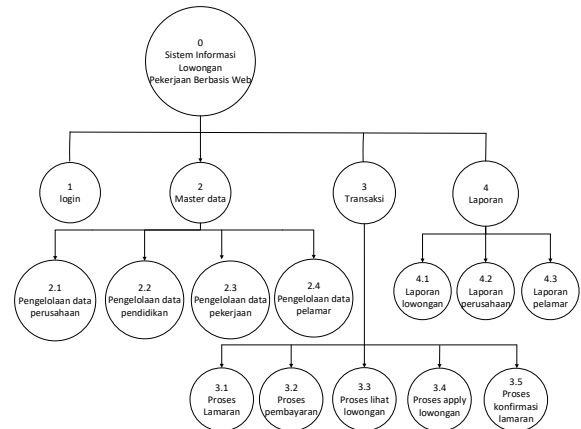 0
Sistem Informasi
Lowongan
Pekerjaan Berbasis Web
1
login
2
Master data
3
Transaksi
4
Laporan
2.1
Pengelolaan data
perusahaan
2.2
Pengelolaan data
pendidikan
2.3
Pengelolaan data
pekerjaan
2.4
Pengelolaan data
pelamar
4.1
Laporan
lowongan
4.2
Laporan
perusahaan
4.3
Laporan
pelamar
3.1
Proses
Lamaran
3.2
Proses
pembayaran
3.3
Proses lihat
lowongan
3.4
Proses apply
lowongan
3.5
Proses
konfirmasi
lamaran